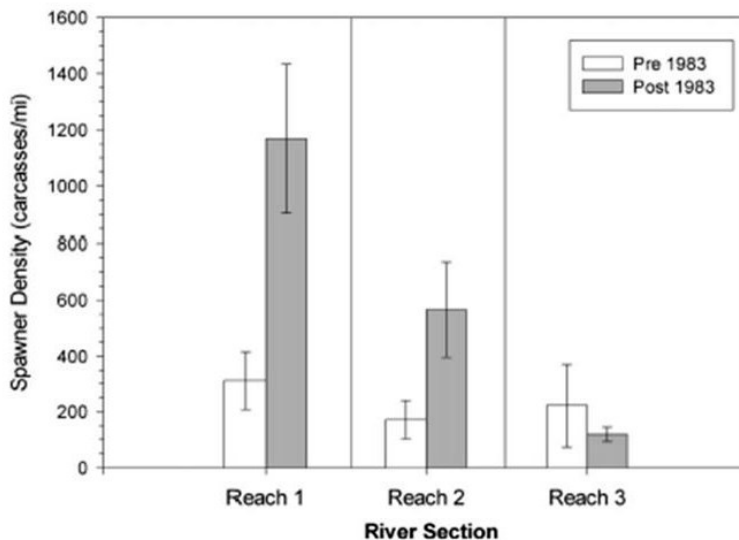 Spawner Density (carcasses/mi)
1600
1400
1200
1000
800
600
400
200
0
Pre 1983
Post 1983
Reach 1
Reach 2
Reach 3
River Section